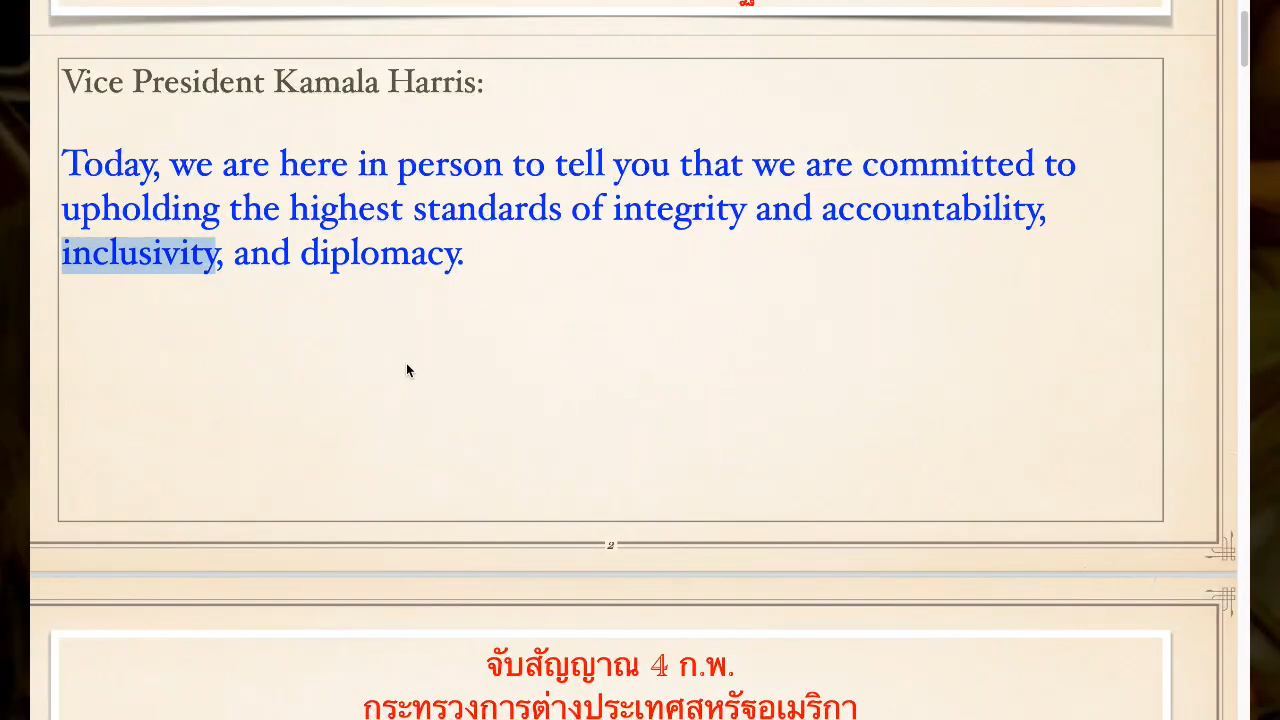 Vice President Kamala Harris:
Today, we are here in person to tell you that we are committed to
upholding the highest standards of integrity and accountability,
inclusivity, and diplomacy.
2
จับสัญญาณ 4 ก.พ.
กระทรวงการต่างประเทศสหรัฐอเมริกา